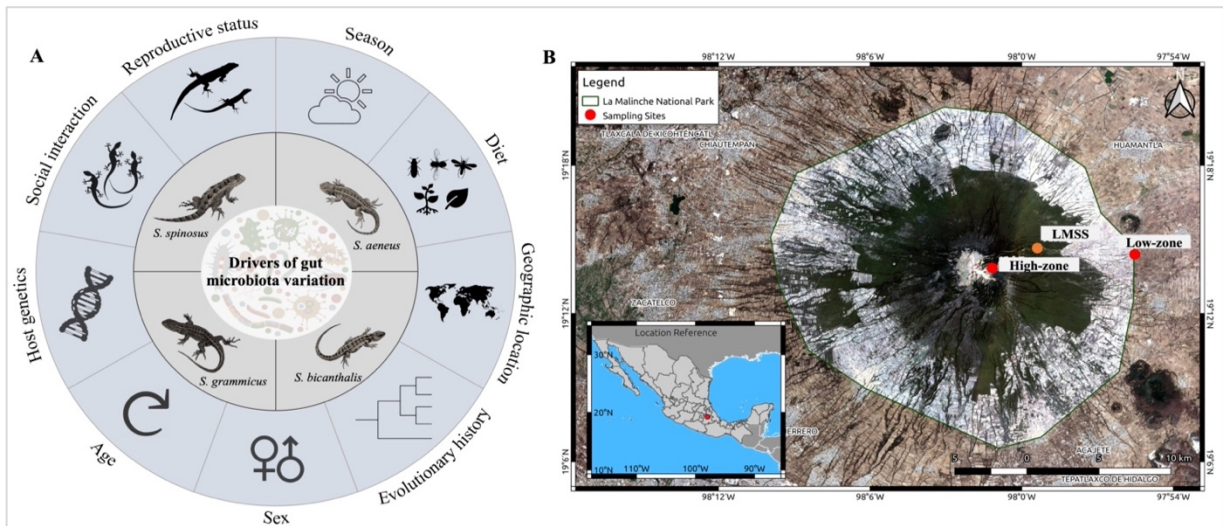 A
Reproductive status
Season
Social interaction
Diet
S. spinosus
S. aeneus
Drivers of gut
microbiota variation
Host genetics
Geographic location
S. grammicus
S. bicanthalis
Age
Evolutionary history
Sex
B
98°12'W
98°6'W
98°0'W
97°54'W
Legend
La Malinche National Park
Sampling Sites
N
TLAXCALA DE XICOHTÉNCATL
CHIAUTEMPAN
HUAMANTLA
19°18'N
19°18'N
LMSS
Low-zone
High-zone
ZACATELCO
19°12'N
19°12'N
Location Reference
30°N
20°N
10°N
110°W
100°W
90°W
ERRERO
ACAJETE
5
0
5
10 km
TEPATLAXCO DE HIDALGO
19°6'N
19°6'N
98°12'W
98°6'W
98°0'W
97°54'W